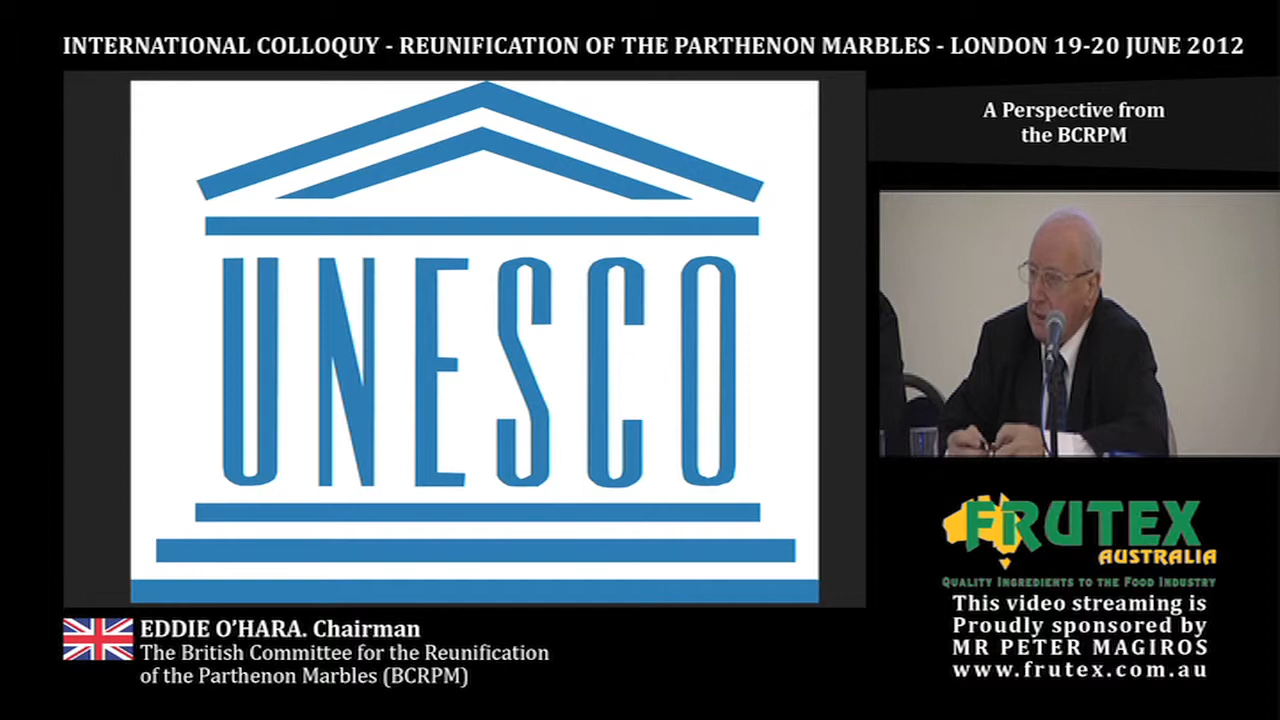 INTERNATIONAL COLLOQUY - REUNIFICATION OF THE PARTHENON MARBLES - LONDON 19-20 JUNE 2012
A Perspective from
the BCRPM
UNESCO
FRUTEX
AUSTRALIA
QUALITY INGREDIENTS TO THE FOOD INDUSTRY
This video streaming is
Proudly sponsored by
MR PETER MAGIROS
www.frutex.com.au
EDDIE O'HARA. Chairman
The British Committee for the Reunification
of the Parthenon Marbles (BCRPM)